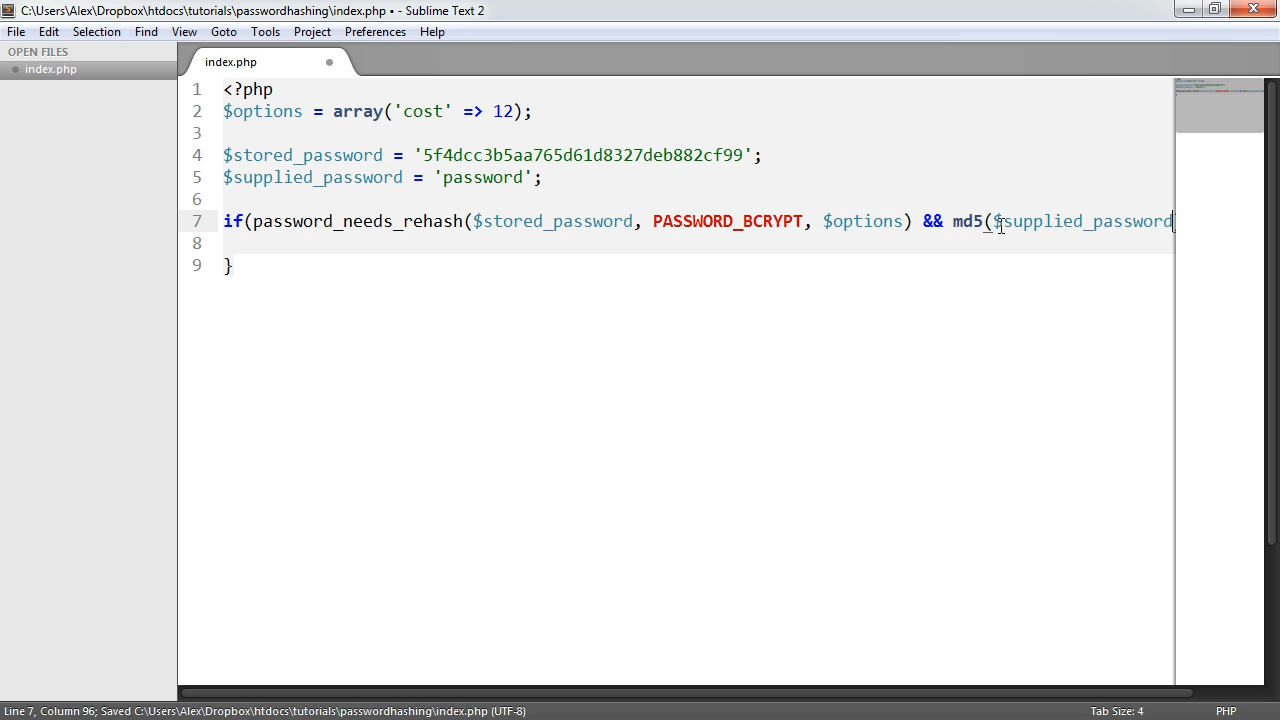 C:\Users\Alex\Dropbox\htdocs\tutorials\passwordhashing\index.php • - Sublime Text 2
File Edit Selection Find View Goto Tools Project Preferences Help
OPEN FILES
index.php
index.php
1 <?php
2 $options = array('cost' => 12);
3
4 $stored_password = '5f4dcc3b5aa765d61d8327deb882cf99';
5 $supplied_password = 'password';
6
7 if(password_needs_rehash($stored_password, PASSWORD_BCRYPT, $options) && md5($supplied_password
8
9 }
Line 7, Column 96; Saved C:\Users\Alex\Dropbox\htdocs\tutorials\passwordhashing\index.php (UTF-8)
Tab Size: 4
PHP